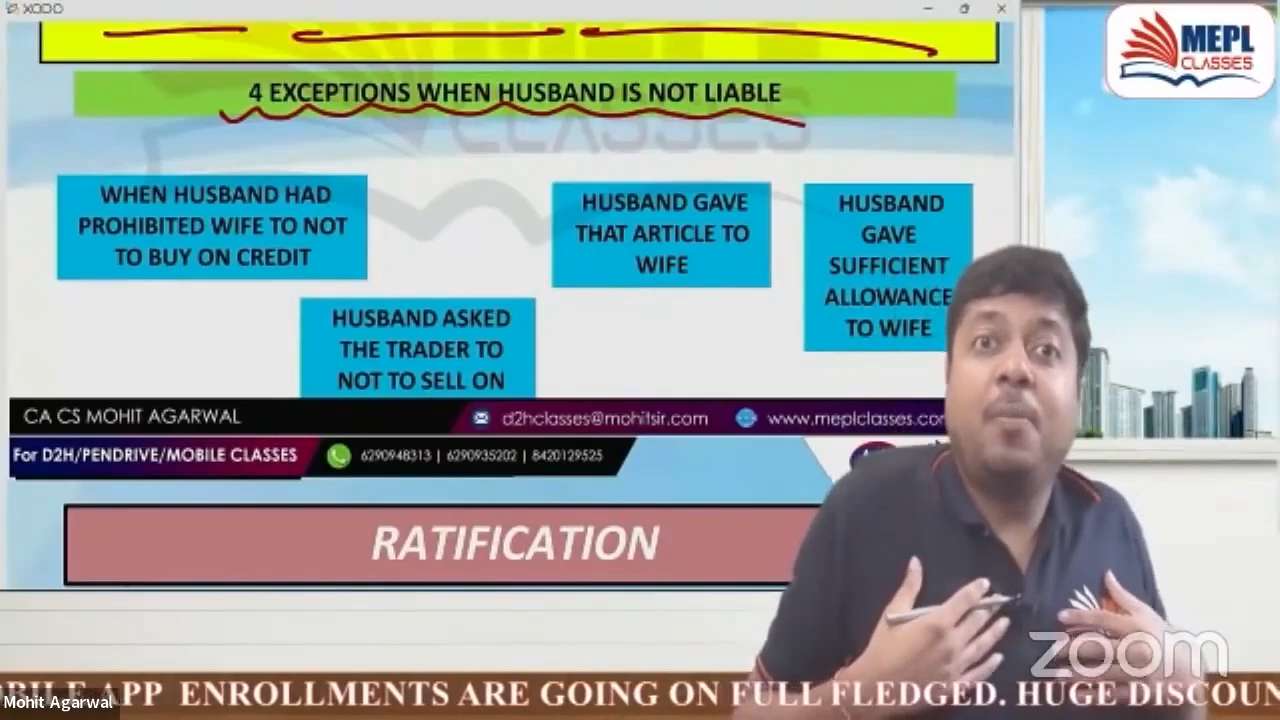 XODO
MEPL
CLASSES
4 EXCEPTIONS WHEN HUSBAND IS NOT LIABLE
CLASSES
WHEN HUSBAND HAD
PROHIBITED WIFE TO NOT
TO BUY ON CREDIT
HUSBAND ASKED
THE TRADER TO
NOT TO SELL ON
HUSBAND GAVE
THAT ARTICLE TO
WIFE
HUSBAND
GAVE
SUFFICIENT
ALLOWANCE
TO WIFE
CA CS MOHIT AGARWAL
d2hclasses@mohitsir.com
www.meplclasses.cor
For D2H/PENDRIVE/MOBILE CLASSES
6290948313 | 6290935202 | 8420129525
RATIFICATION
zoom
OBILE APP ENROLLMENTS ARE GOING ON FULL FLEDGED. HUGE DISCOUN
Mohit Agarwal